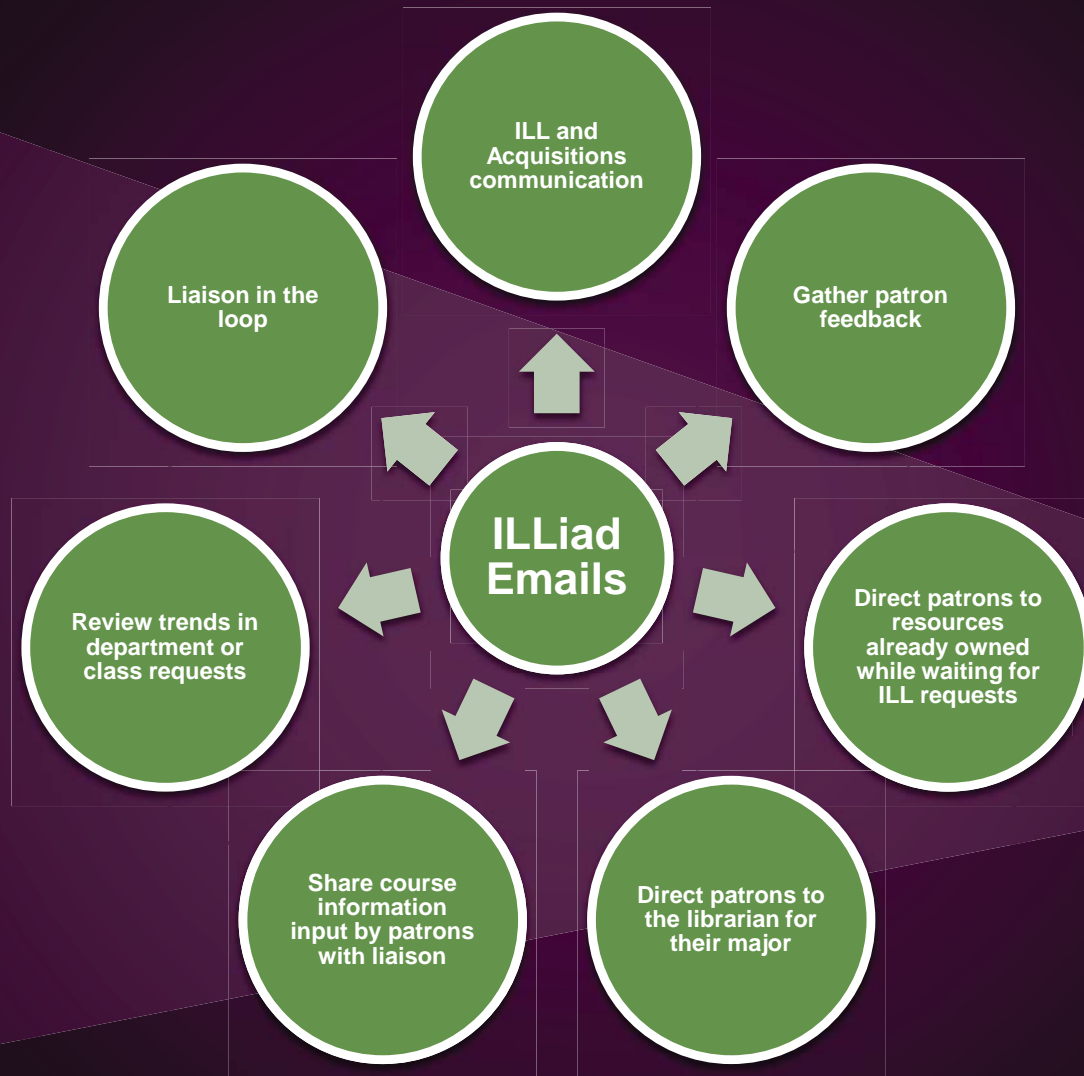 ILL and
Acquisitions
communication
Liaison in the
loop
Gather patron
feedback
ILLiad
Emails
Review trends in
department or
class requests
Direct patrons to
resources
already owned
while waiting for
ILL requests
Share course
information
input by patrons
with liaison
Direct patrons to
the librarian for
their major